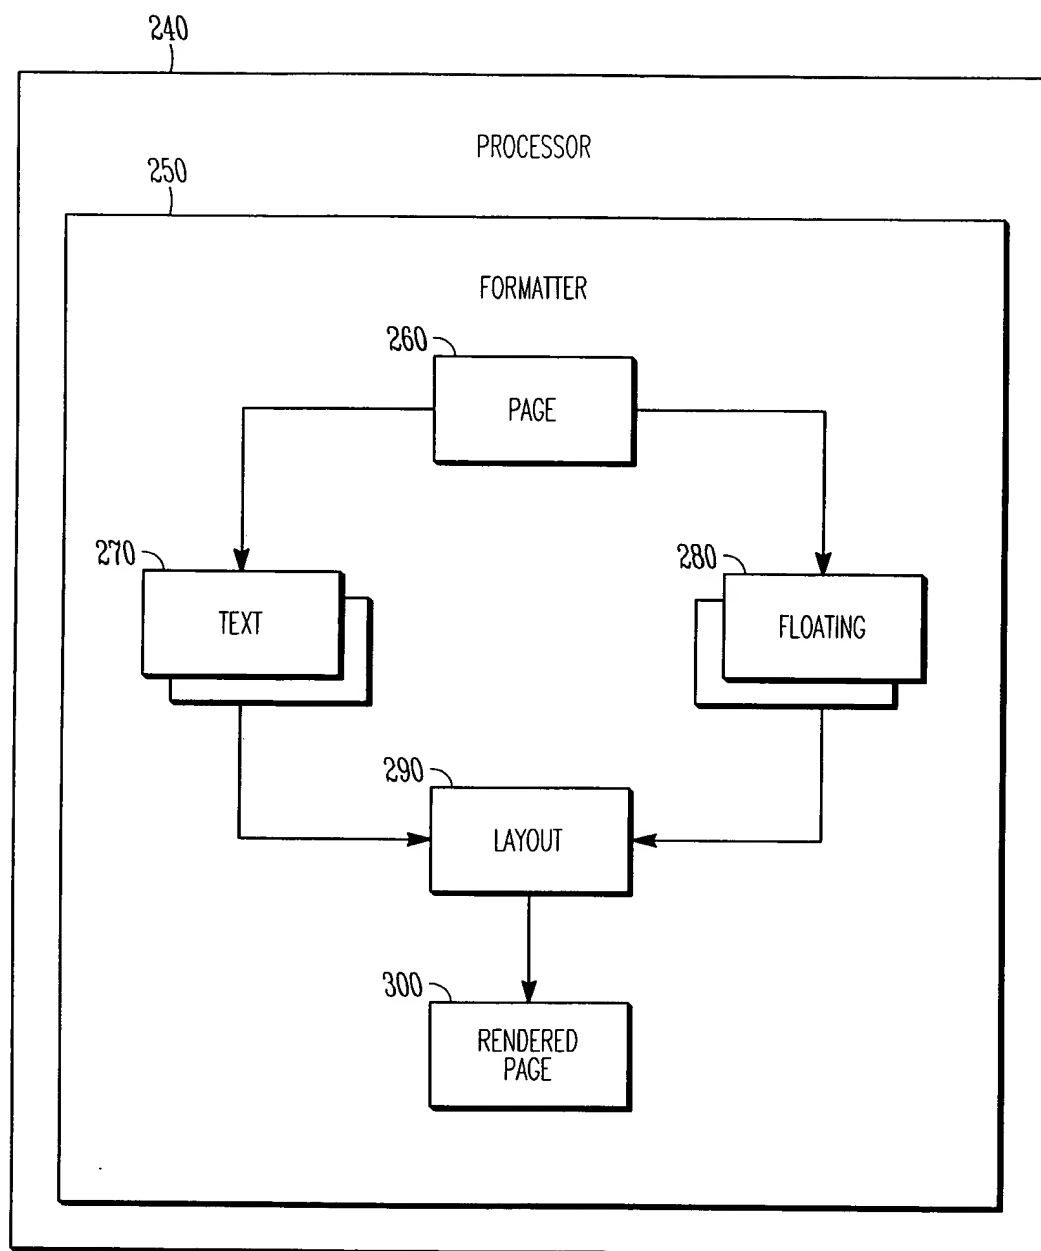 240
PROCESSOR
250
FORMATTER
260
PAGE
270
TEXT
280
FLOATING
290
LAYOUT
300
RENDERED
PAGE